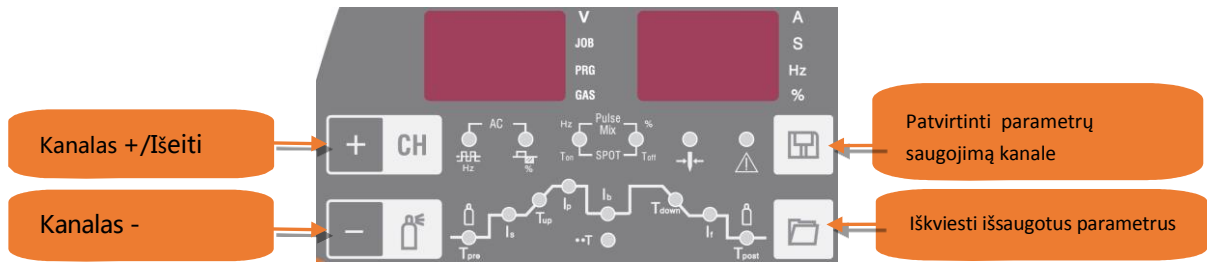 V
A
JOB
S
PRG
Hz
GAS
%
Kanalas +/Išeiti
+ CH
AC
Hz
%
Hz
Pulse
Mix
%
Ton
SPOT
Toff
Patvirtinti parametrų
saugojimą kanale
Kanalas -
-
Tpre
Is
Tup
Ip
Ib
••T
Tdown
If
Tpost
Iškviesti išsaugotus parametrus